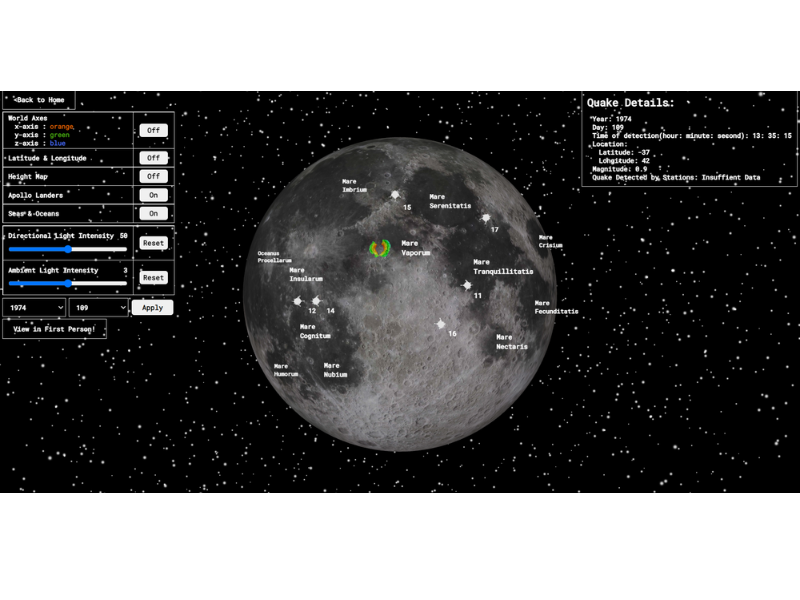 <Back to Home
World Axes
x-axis : orange,
y-axis : green
z-axis : blue
Off
Latitude & Longitude
Off
Height Map
Off
Apollo Landers
On
Seas & Oceans
On
Directional Light Intensity 50
Reset
Ambient Light Intensity 3
Reset
1974
109
Apply
View in First Person!
Mare
Imbrium
15
Mare
Serenitatis
17
Mare
Crisium
Mare
Vaporum
Oceanus
Procellarum
Mare
Insularum
Mare
Tranquillitatis
11
12
14
Mare
Fecunditatis
Mare
Cognitum
16
Mare
Nectaris
Mare
Humorum
Mare
Nubium
Quake Details:
Year: 1974
Day: 109
Time of detection(hour: minute: second): 13: 35: 15
Location:
Latitude: -37
Longitude: 42
Magnitude: 0.9
Quake Detected by Stations: Insuffient Data